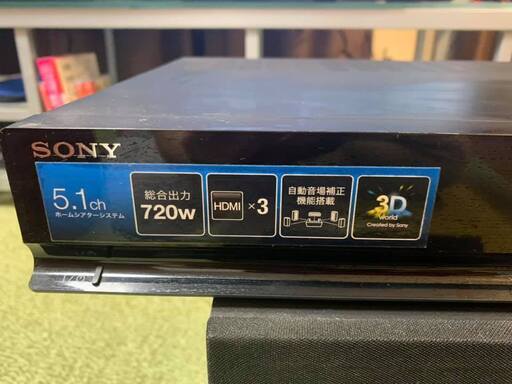 SONY
5.1ch
ホームシアターシステム
総合出力
720W
HDMI ×3
自動音場補正
機能搭載
3D
world
Created by Sony
I/⏻